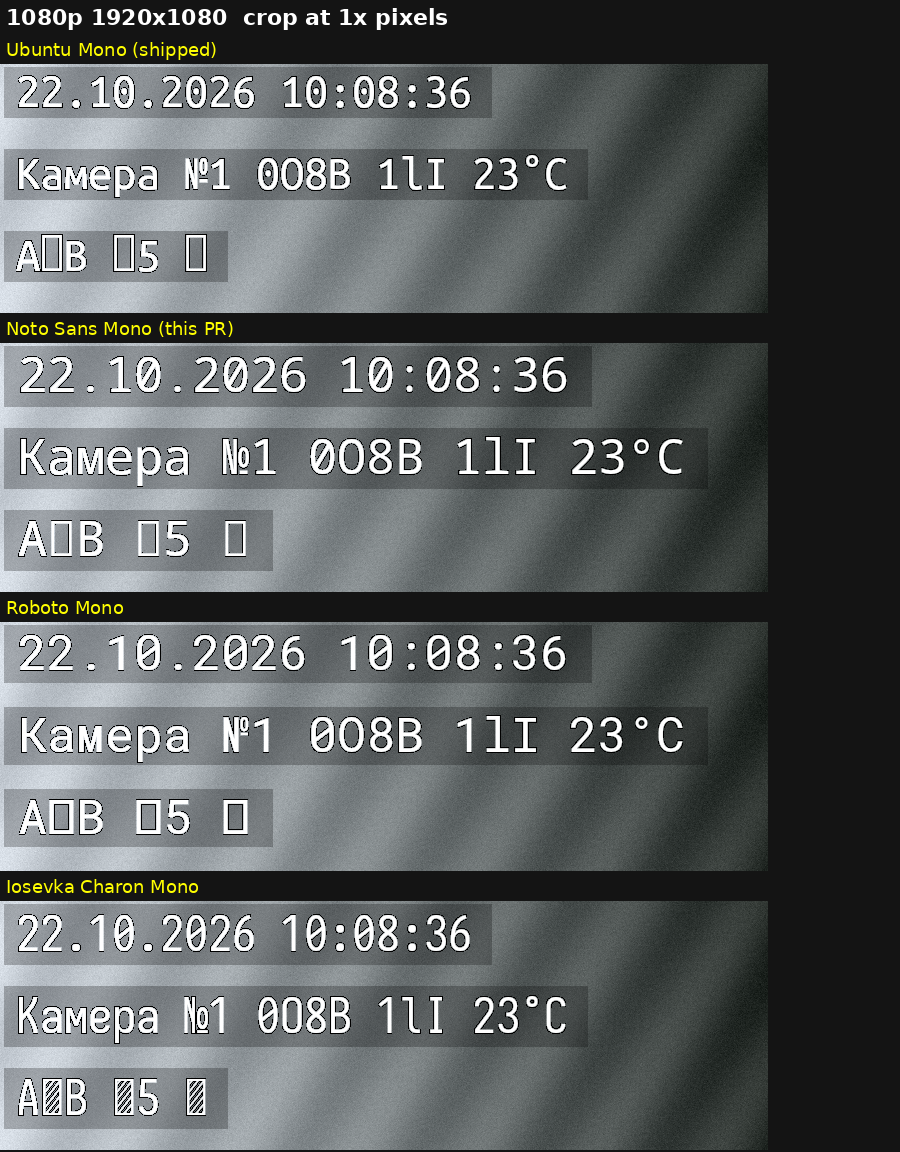 1080p 1920x1080 crop at 1x pixels
Ubuntu Mono (shipped)
22.10.2026 10:08:36
Камера №1 0O8B 1lI 23°C
A▯B ▯5 ▯
Noto Sans Mono (this PR)
22.10.2026 10:08:36
Камера №1 0O8B 1lI 23°C
A▯B ▯5 ▯
Roboto Mono
22.10.2026 10:08:36
Камера №1 0O8B 1lI 23°C
A▯B ▯5 ▯
Iosevka Charon Mono
22.10.2026 10:08:36
Камера №1 0O8B 1lI 23°C
A▨B ▨5 ▨